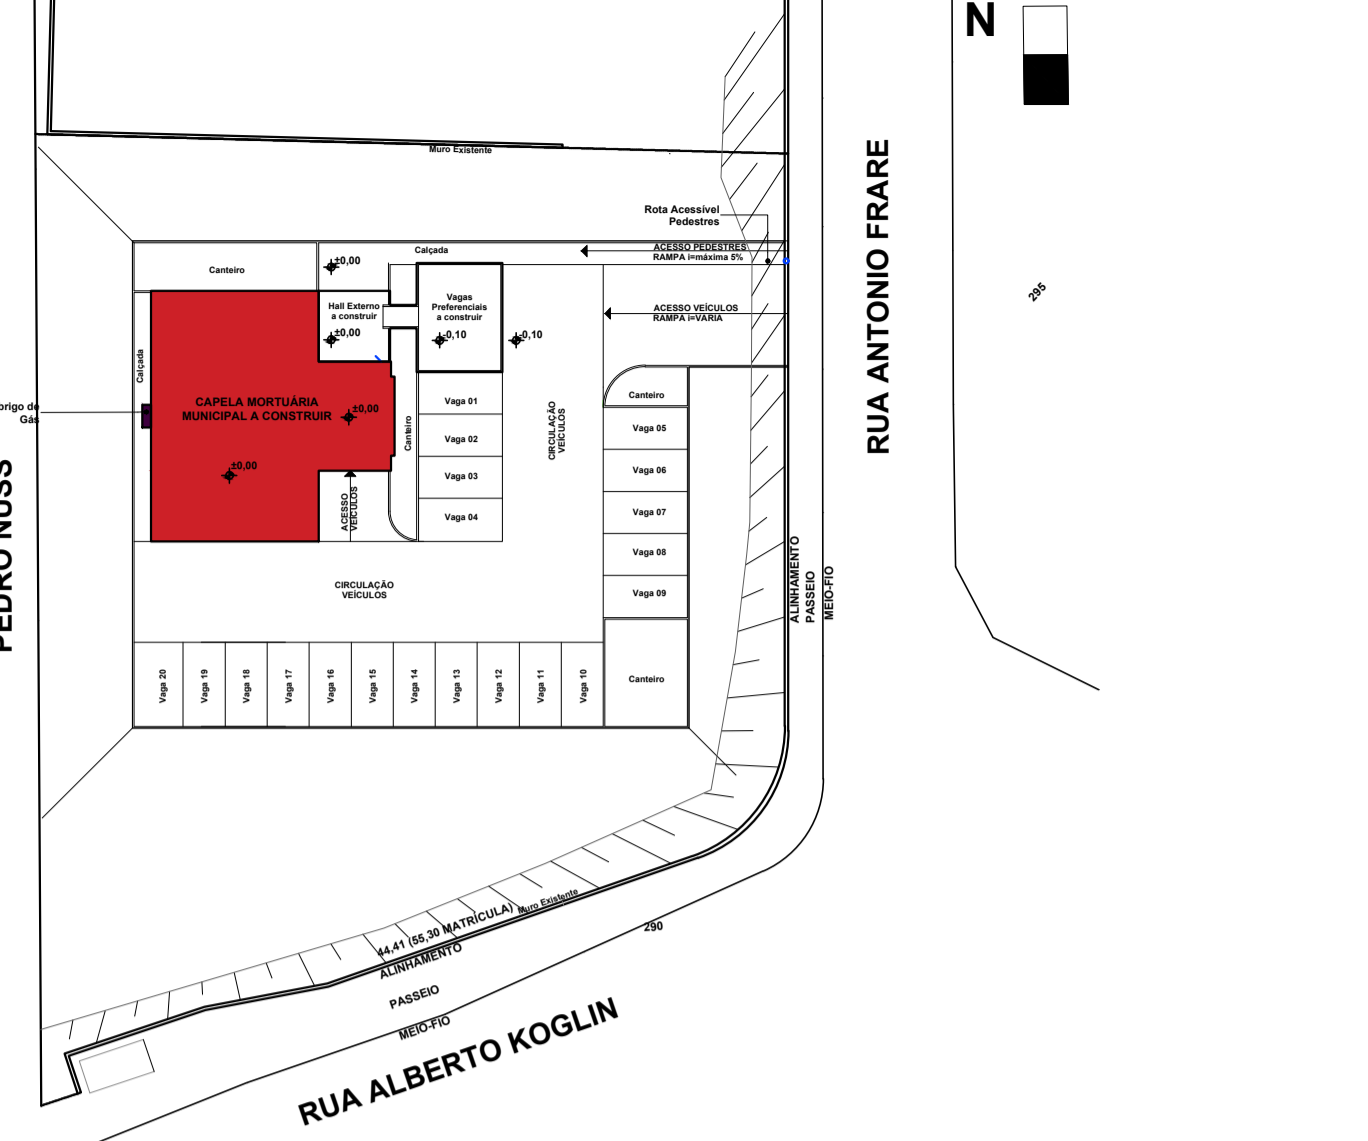 N
Muro Existente
RUA ANTONIO FRARE
295
Rota Acessível
Pedestres
Calçada
ACESSO PEDESTRES
RAMPA i=máxima 5%
±0,00
Canteiro
Hall Externo
a construir
±0,00
Vagas
Preferenciais
a construir
-0,10
-0,10
ACESSO VEÍCULOS
RAMPA i=VARIA
Calçada
CAPELA MORTUÁRIA
MUNICIPAL A CONSTRUIR
±0,00
±0,00
brigo de
Gás
Canteiro
Vaga 01
Vaga 02
Vaga 03
Vaga 04
CIRCULAÇÃO
VEÍCULOS
Canteiro
Vaga 05
Vaga 06
Vaga 07
Vaga 08
Vaga 09
Canteiro
ACESSO
VEÍCULOS
CIRCULAÇÃO
VEÍCULOS
PEDRO NUSS
ALINHAMENTO
PASSEIO
MEIO-FIO
Vaga 20
Vaga 19
Vaga 18
Vaga 17
Vaga 16
Vaga 15
Vaga 14
Vaga 13
Vaga 12
Vaga 11
Vaga 10
44,41 (55,30 MATRÍCULA)
Muro Existente
290
ALINHAMENTO
PASSEIO
MEIO-FIO
RUA ALBERTO KOGLIN